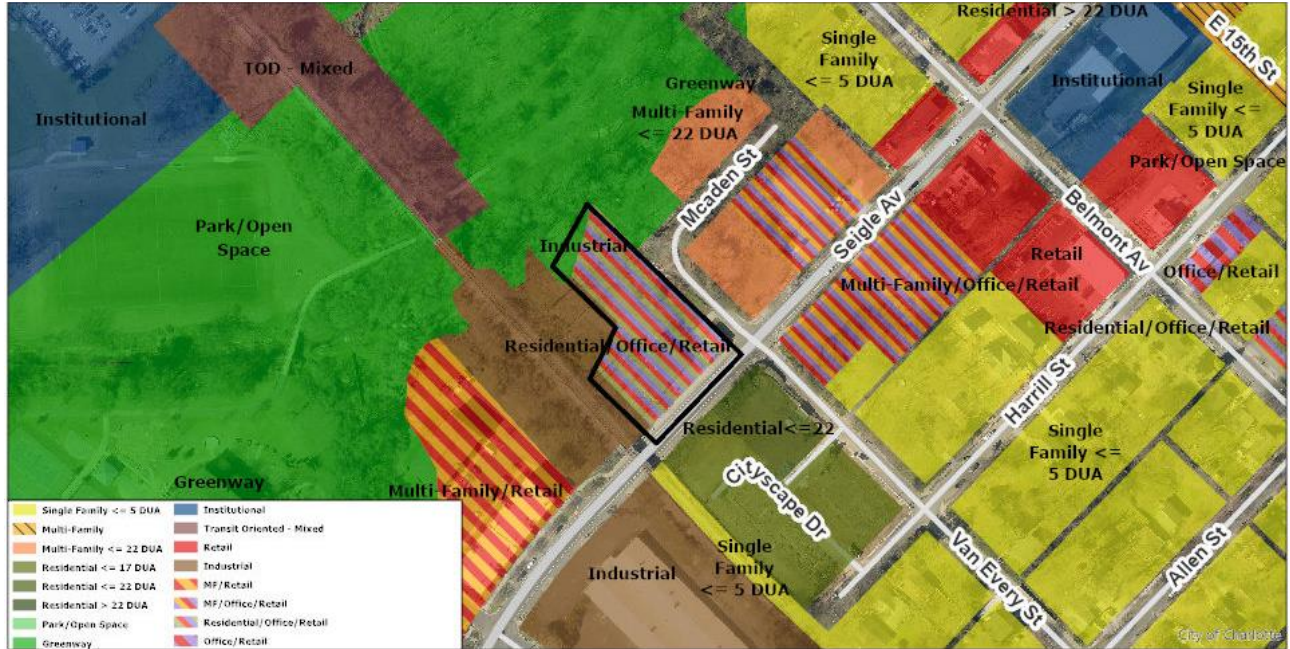 Residential > 22 DUA
E 15th St
Single
Family
<= 5 DUA
TOD - Mixed
Greenway
Institutional
Single
Family <=
5 DUA
Institutional
Multi-Family
<= 22 DUA
Mcaden St
Park/Open Space
Belmont Av
Seigle Av
Park/Open
Space
Industrial
Retail
Office/Retail
Multi-Family/Office/Retail
Residential/Office/Retail
Residential/Office/Retail
Harrill St
Residential<=22
Single
Family <=
5 DUA
Cityscape Dr
Greenway
Multi-Family/Retail
Van Every St
Allen St
Single
Family
<= 5 DUA
Industrial
Single Family <= 5 DUA
Multi-Family
Multi-Family <= 22 DUA
Residential <= 17 DUA
Residential <= 22 DUA
Residential > 22 DUA
Park/Open Space
Greenway
Institutional
Transit Oriented - Mixed
Retail
Industrial
MF/Retail
MF/Office/Retail
Residential/Office/Retail
Office/Retail
City of Charlotte